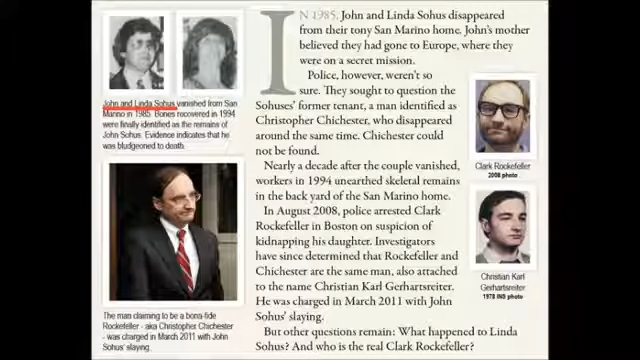 John and Linda Sohus vanished from San
Marino in 1985. Bones recovered in 1994
were finally identified as the remains of
John Sohus. Evidence indicates that he
was bludgeoned to death.
The man claiming to be a bona-fide
Rockefeller - aka Christopher Chichester
- was charged in March 2011 with John
Sohus' slaying.
IN 1985, John and Linda Sohus disappeared
from their tony San Marino home. John's mother
believed they had gone to Europe, where they
were on a secret mission.
Police, however, weren't so
sure. They sought to question the
Sohuses' former tenant, a man identified as
Christopher Chichester, who disappeared
around the same time. Chichester could
not be found.
Nearly a decade after the couple vanished,
workers in 1994 unearthed skeletal remains
in the back yard of the San Marino home.
In August 2008, police arrested Clark
Rockefeller in Boston on suspicion of
kidnapping his daughter. Investigators
have since determined that Rockefeller and
Chichester are the same man, also attached
to the name Christian Karl Gerhartsreiter.
He was charged in March 2011 with John
Sohus' slaying.
But other questions remain: What happened to Linda
Sohus? And who is the real Clark Rockefeller?
Clark Rockefeller
2008 photo
Christian Karl
Gerhartsreiter
1978 INS photo